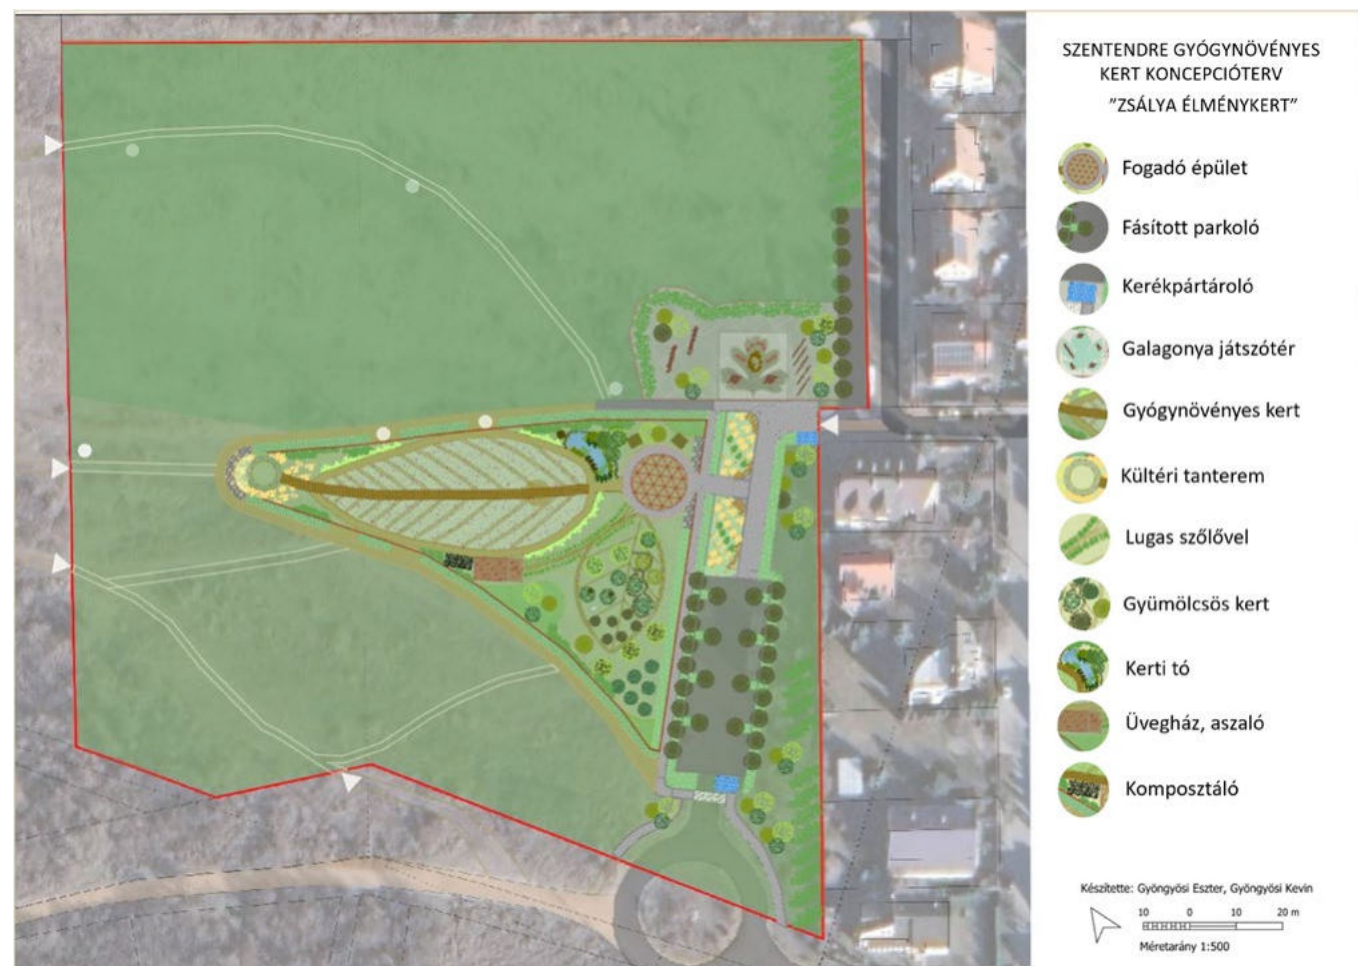 SZENTENDRE GYÓGYNÖVÉNYES
KERT KONCEPCIÓTERV
”ZSÁLYA ÉLMÉNYKERT”
Fogadó épület
Fásított parkoló
Kerékpártároló
Galagonya játszótér
Gyógynövényes kert
Kültéri tanterem
Lugas szőlővel
Gyümölcsös kert
Kerti tó
Üvegház, aszaló
Komposztáló
Készítette: Gyöngyösi Eszter, Gyöngyösi Kevin
10 0 10 20 m
Méretarány 1:500